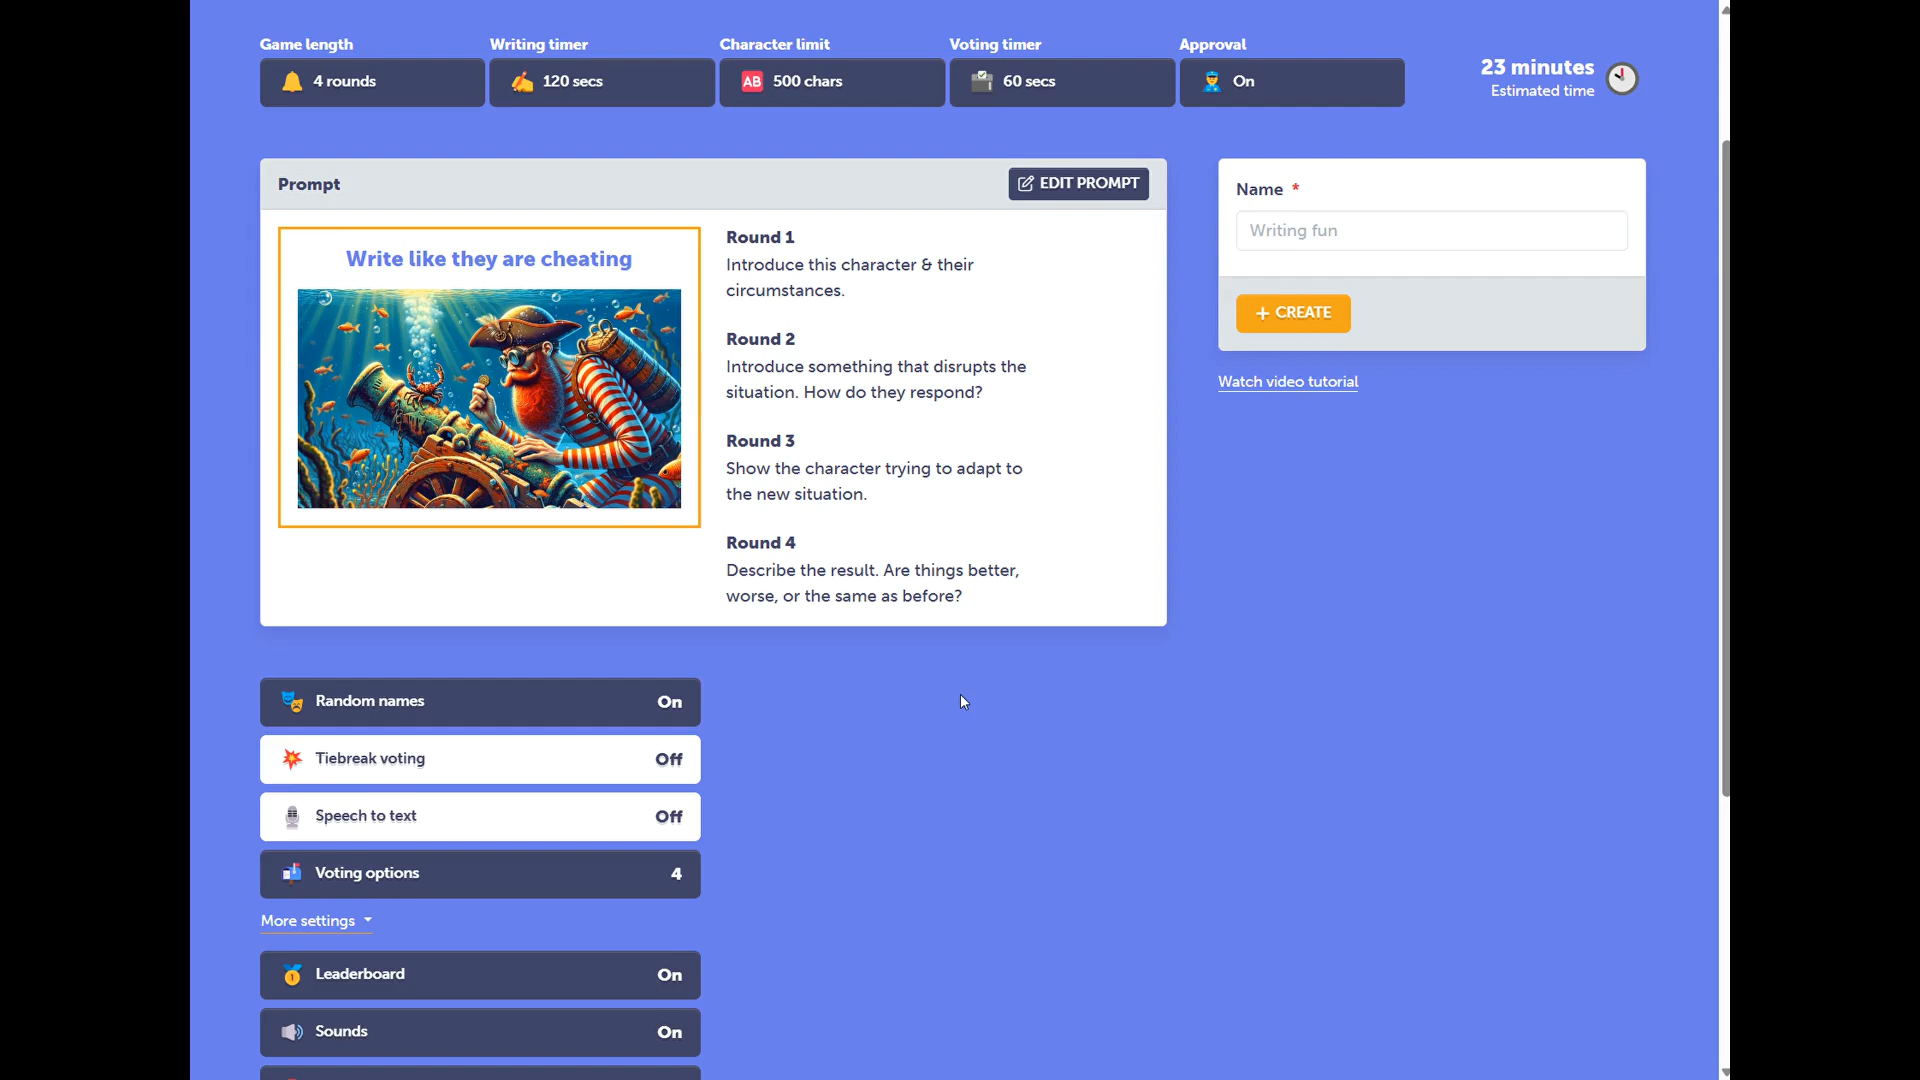 Game length
4 rounds
Writing timer
120 secs
Character limit
AB 500 chars
Voting timer
60 secs
Approval
On
23 minutes
Estimated time
Prompt
EDIT PROMPT
Write like they are cheating
Round 1
Introduce this character & their
circumstances.
Round 2
Introduce something that disrupts the
situation. How do they respond?
Round 3
Show the character trying to adapt to
the new situation.
Round 4
Describe the result. Are things better,
worse, or the same as before?
Name *
Writing fun
+ CREATE
Watch video tutorial
Random names On
Tiebreak voting Off
Speech to text Off
Voting options 4
More settings
1 Leaderboard On
Sounds On